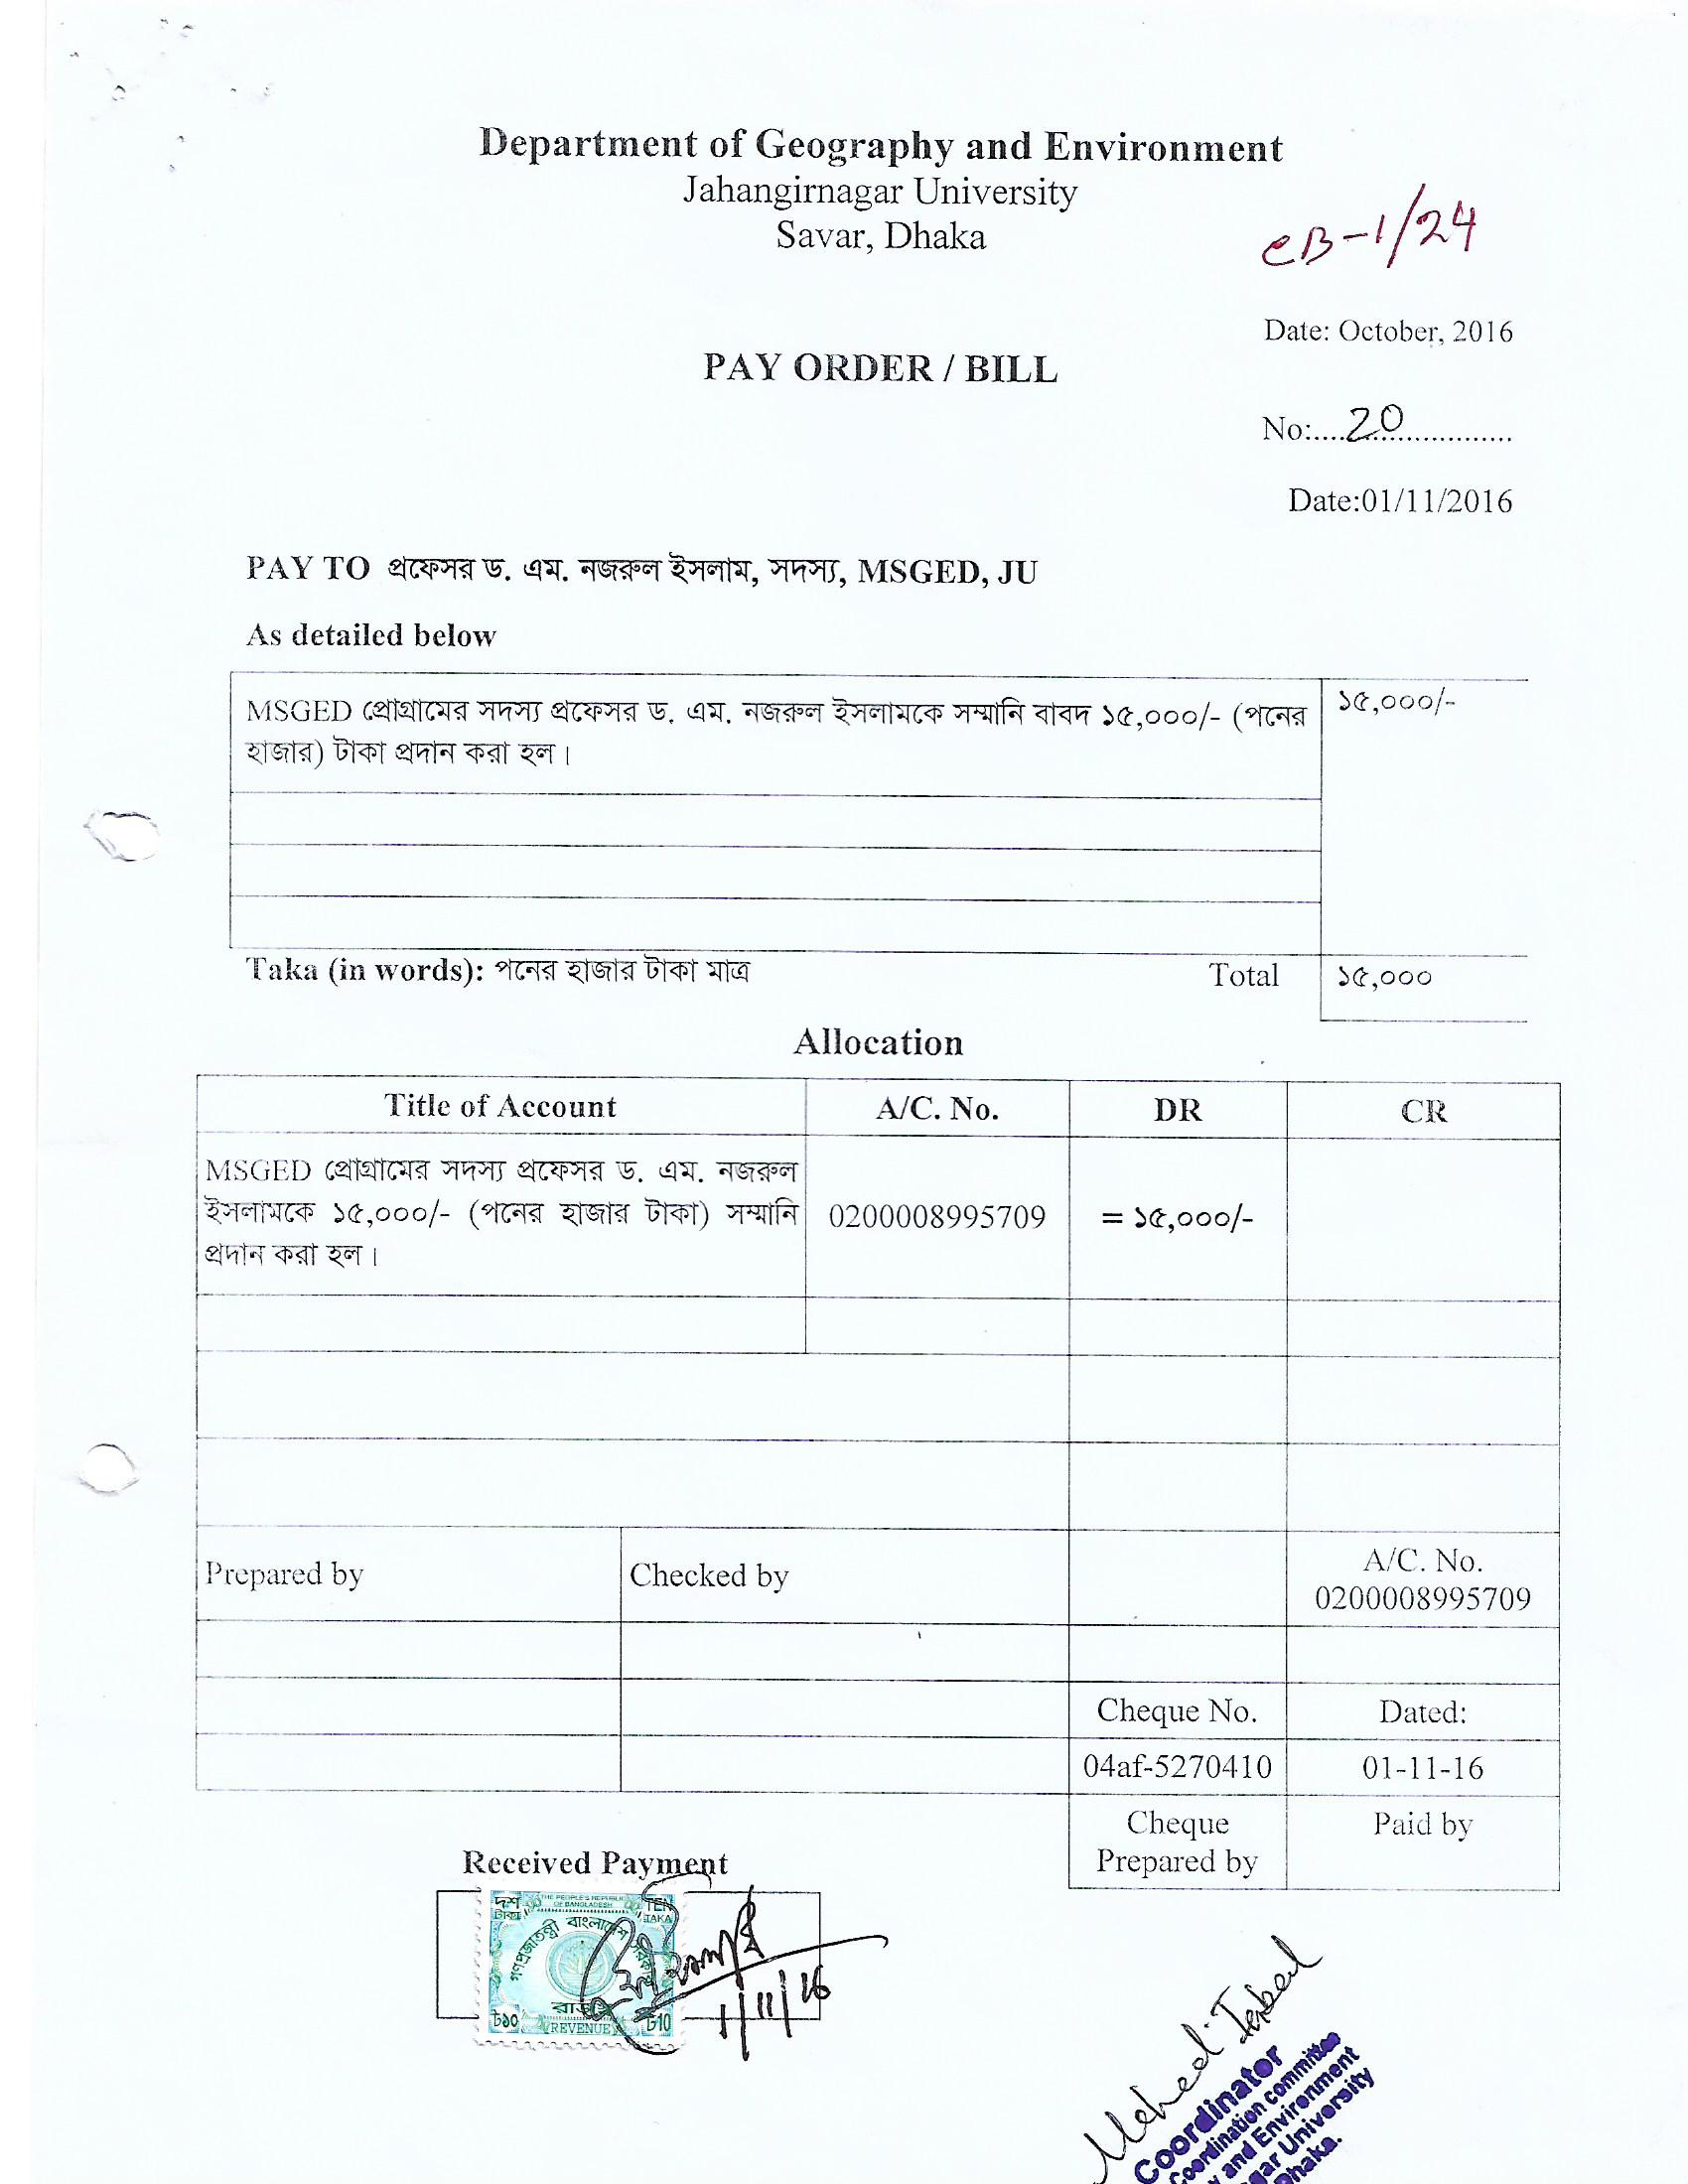 Department of Geography and Environment
Jahangirnagar University
Savar, Dhaka
CB-1/24
Date: October, 2016
PAY ORDER / BILL
No:....20...............
Date:01/11/2016
PAY TO প্রফেসর ড. এম. নজরুল ইসলাম, সদস্য, MSGED, JU
As detailed below
MSGED প্রোগ্রামের সদস্য প্রফেসর ড. এম. নজরুল ইসলামকে সম্মানি বাবদ ১৫,০০০/- (পনের ১৫,০০০/-
হাজার) টাকা প্রদান করা হল।
Taka (in words): পনের হাজার টাকা মাত্র Total ১৫,০০০
Allocation
Title of Account A/C. No. DR CR
MSGED প্রোগ্রামের সদস্য প্রফেসর ড. এম. নজরুল
ইসলামকে ১৫,০০০/- (পনের হাজার টাকা) সম্মানি 0200008995709 = ১৫,০০০/-
প্রদান করা হল।
Prepared by Checked by A/C. No.
0200008995709
Cheque No. Dated:
04af-5270410 01-11-16
Cheque Paid by
Prepared by
Received Payment
দশ THE PEOPLE'S REPUBLIC TEN
টাকা OF BANGLADESH TAKA
গণপ্রজাতন্ত্রী বাংলাদেশ সরকার
৳১০ REVENUE ৳10
1/11/16
Mehedi Iqbal
Coordinator
Coordination committee
and Environment
University
Dhaka.